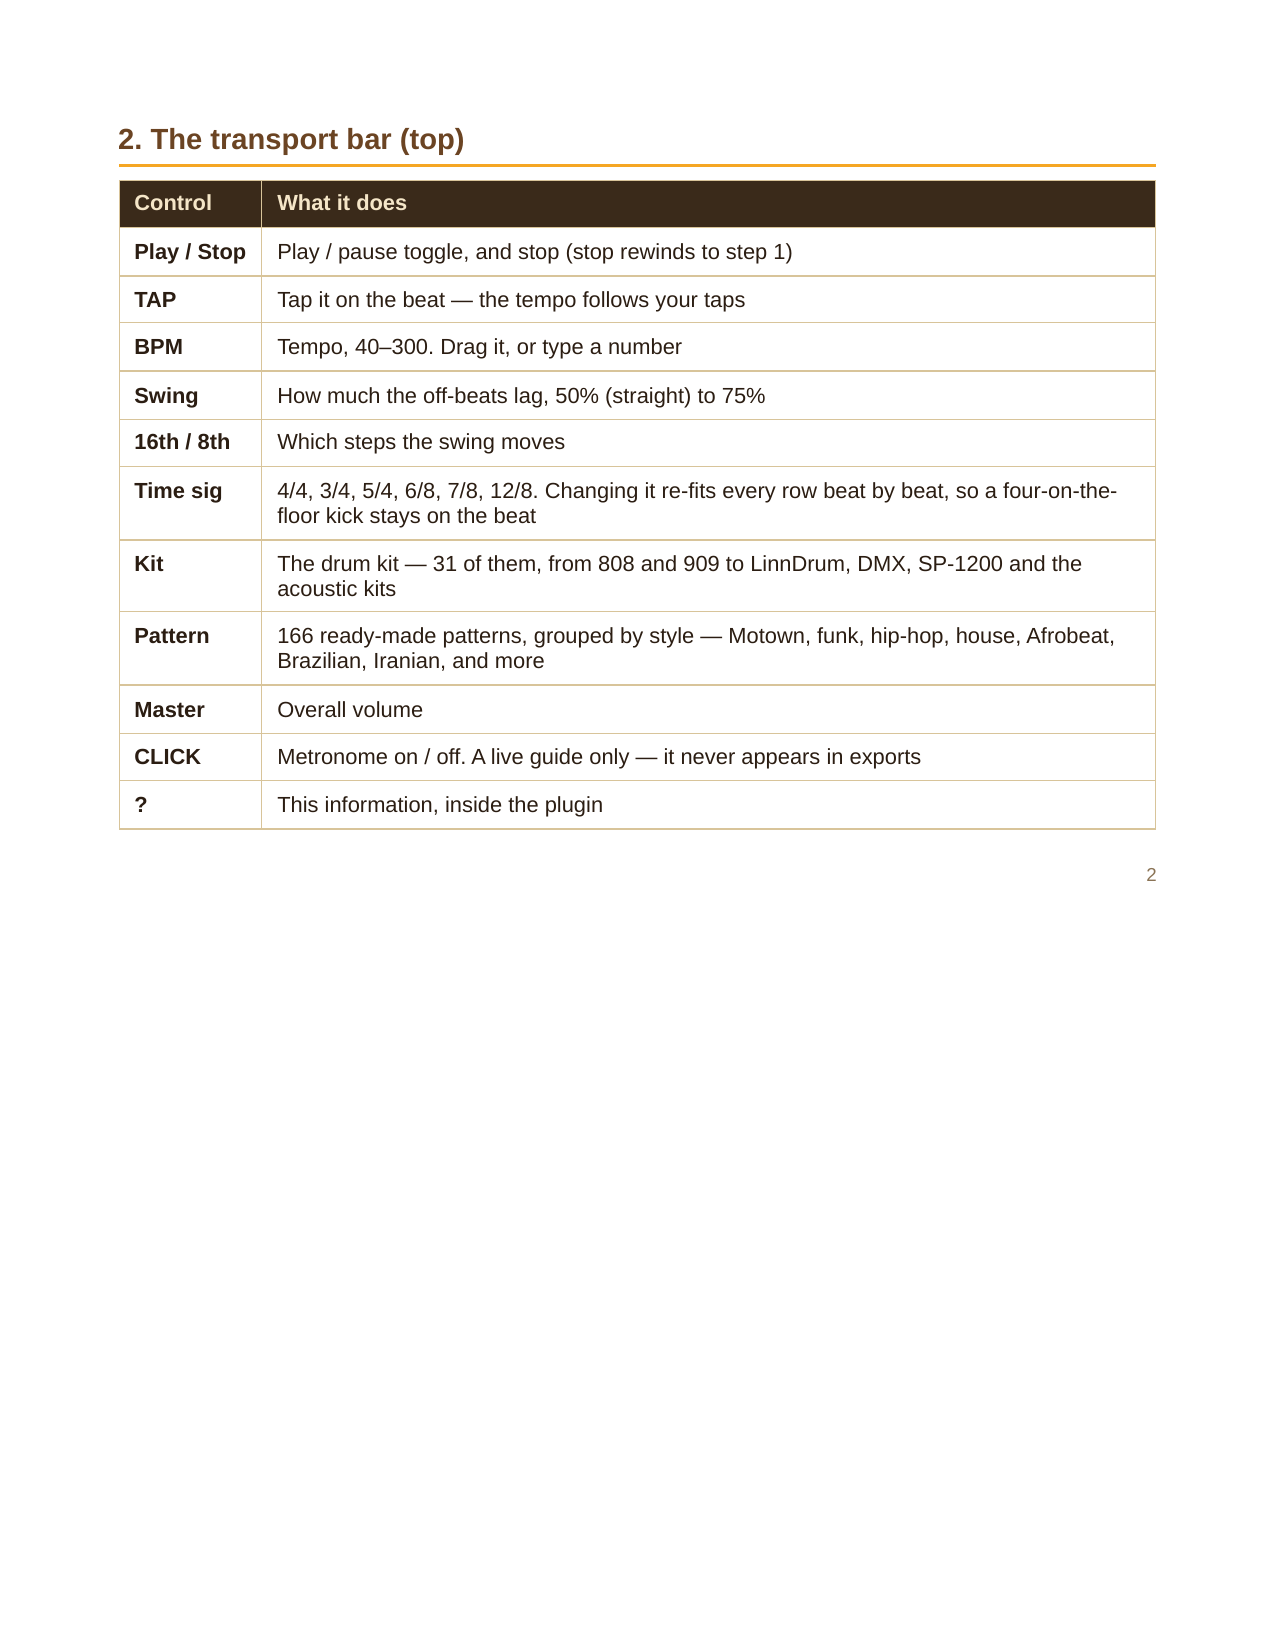 2. The transport bar (top)
Control What it does
Play / Stop Play / pause toggle, and stop (stop rewinds to step 1)
TAP Tap it on the beat — the tempo follows your taps
BPM Tempo, 40–300. Drag it, or type a number
Swing How much the off-beats lag, 50% (straight) to 75%
16th / 8th Which steps the swing moves
Time sig 4/4, 3/4, 5/4, 6/8, 7/8, 12/8. Changing it re-fits every row beat by beat, so a four-on-the-
floor kick stays on the beat
Kit The drum kit — 31 of them, from 808 and 909 to LinnDrum, DMX, SP-1200 and the
acoustic kits
Pattern 166 ready-made patterns, grouped by style — Motown, funk, hip-hop, house, Afrobeat,
Brazilian, Iranian, and more
Master Overall volume
CLICK Metronome on / off. A live guide only — it never appears in exports
? This information, inside the plugin
2